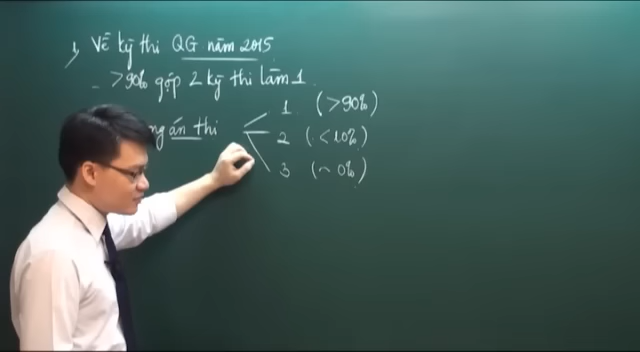 1, Về kỳ thi QG năm 2015
- >90% gộp 2 kỳ thi làm 1.
ng án thi
1 (>90%)
2 (<10%)
3 (~0%)